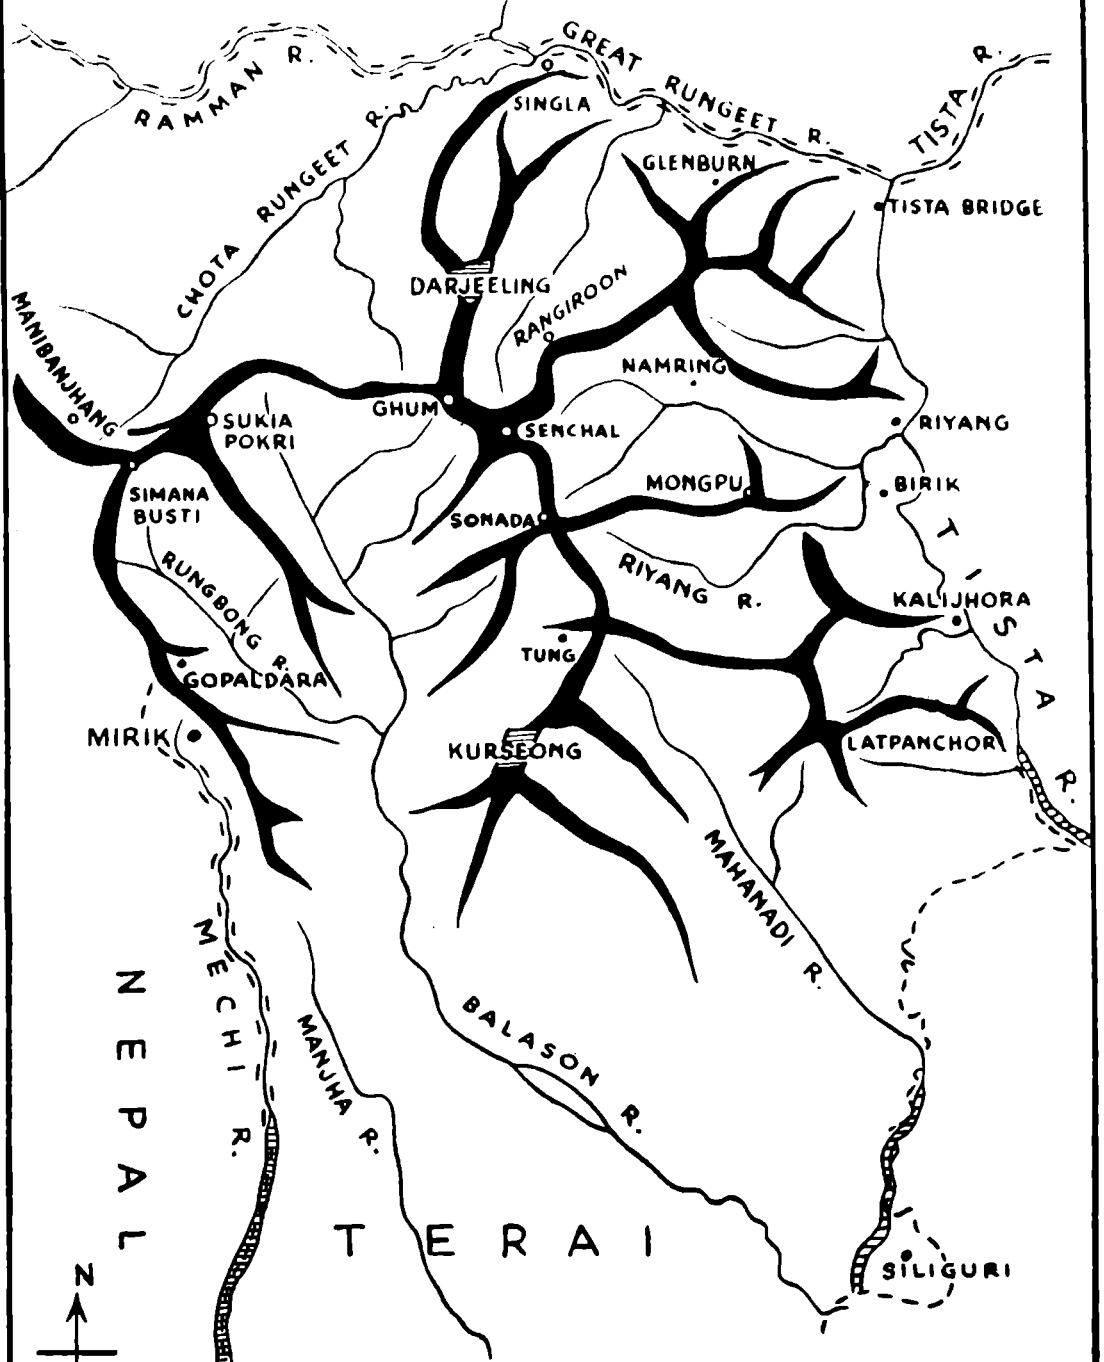 GREAT RUNGEET R.
RAMMAN R.
TISTA R.
SINGLA
CHOTA RUNGEET R.
GLENBURN
TISTA BRIDGE
DARJEELING
RANGIROON
MANIBANJHANG
NAMRING
GHUM
SUKIA
POKRI
SENCHAL
RIYANG
SIMANA
BUSTI
MONGPU
BIRIK
SONADA
RUNGBONG R.
RIYANG R.
KALIJHORA
TISTA R.
TUNG
GOPALDARA
MIRIK
KURSEONG
LATPANCHOR
MAHANADI R.
MECHI R.
NEPAL
MANJHA R.
BALASON R.
TERAI
SILIGURI
N